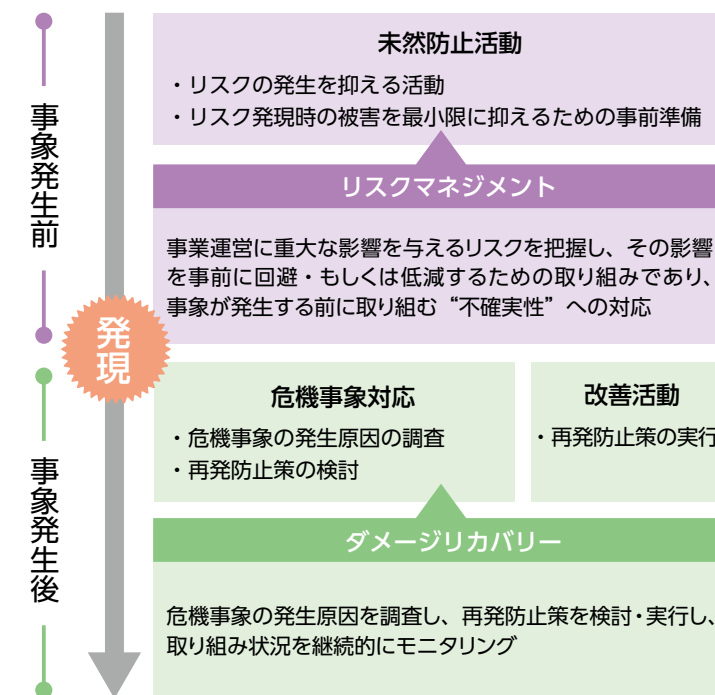 事象発生前
未然防止活動
・リスクの発生を抑える活動
・リスク発現時の被害を最小限に抑えるための事前準備
リスクマネジメント
事業運営に重大な影響を与えるリスクを把握し、その影響
を事前に回避・もしくは低減するための取り組みであり、
事象が発生する前に取り組む“不確実性”への対応
発現
事象発生後
危機事象対応
・危機事象の発生原因の調査
・再発防止策の検討
改善活動
・再発防止策の実行
ダメージリカバリー
危機事象の発生原因を調査し、再発防止策を検討・実行し、
取り組み状況を継続的にモニタリング